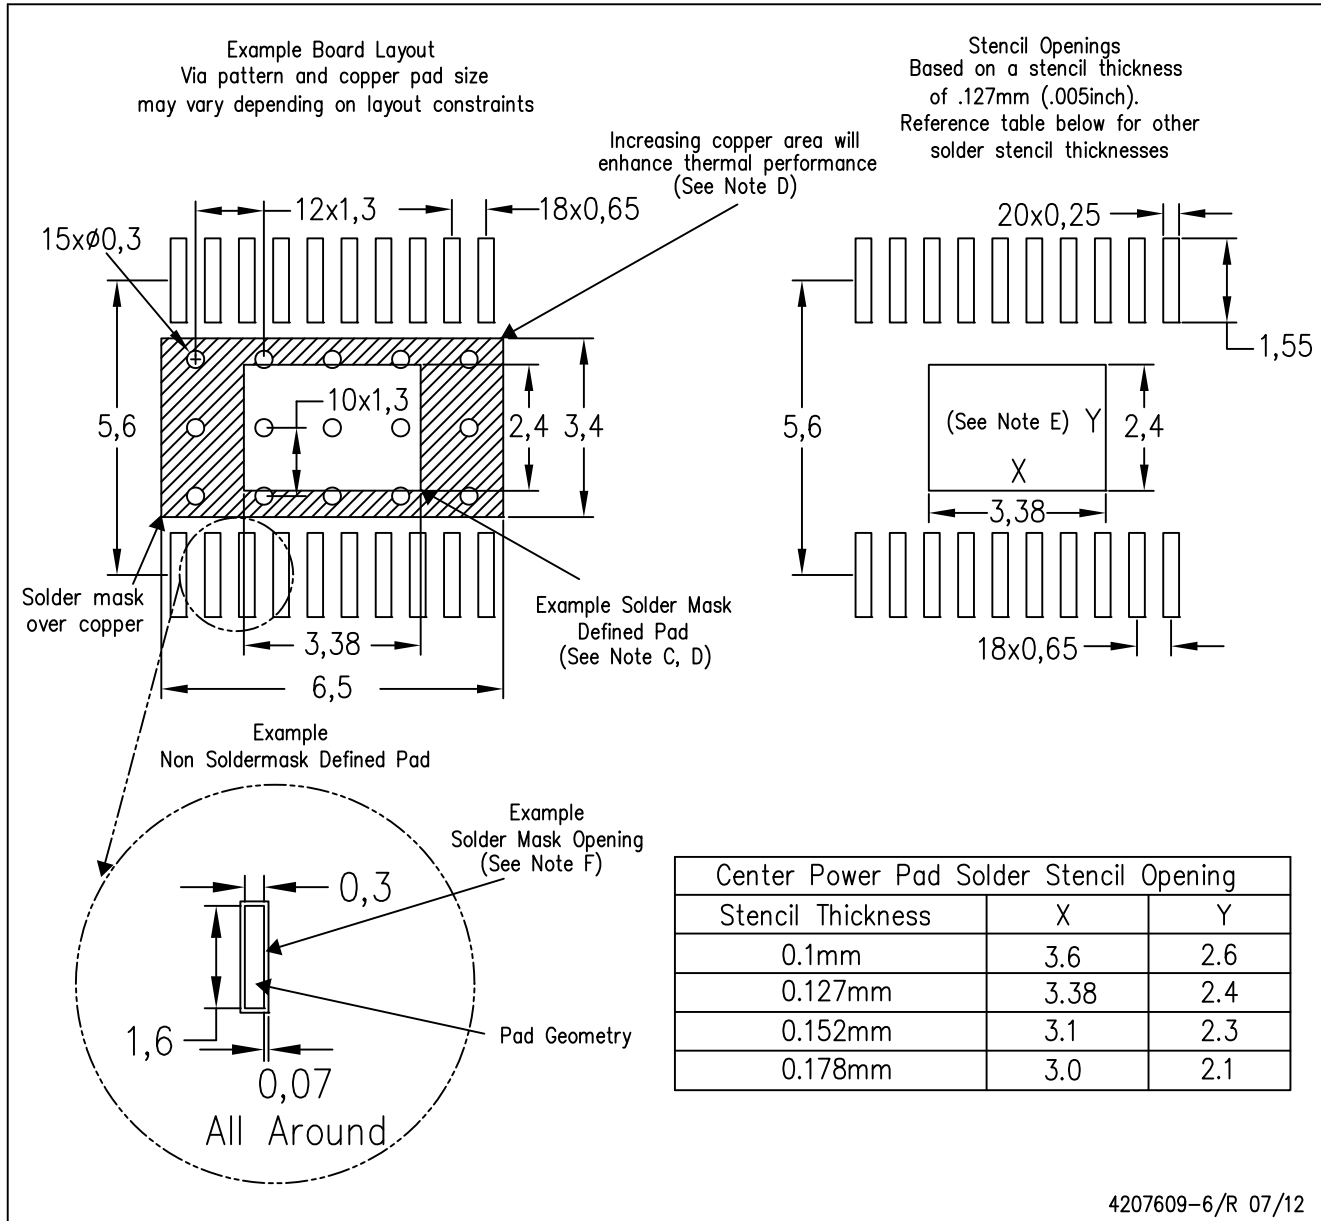 Example Board Layout
Via pattern and copper pad size
may vary depending on layout constraints
Stencil Openings
Based on a stencil thickness
of .127mm (.005inch).
Reference table below for other
solder stencil thicknesses
Increasing copper area will
enhance thermal performance
(See Note D)
12x1,3
18x0,65
15xø0,3
5,6
10x1,3
2,4
3,4
Solder mask
over copper
3,38
6,5
Example Solder Mask
Defined Pad
(See Note C, D)
20x0,25
1,55
5,6
(See Note E)
Y
X
2,4
3,38
18x0,65
Example
Non Soldermask Defined Pad
Example
Solder Mask Opening
(See Note F)
0,3
1,6
Pad Geometry
0,07
All Around
Center Power Pad Solder Stencil Opening
Stencil Thickness X Y
0.1mm 3.6 2.6
0.127mm 3.38 2.4
0.152mm 3.1 2.3
0.178mm 3.0 2.1
4207609-6/R 07/12